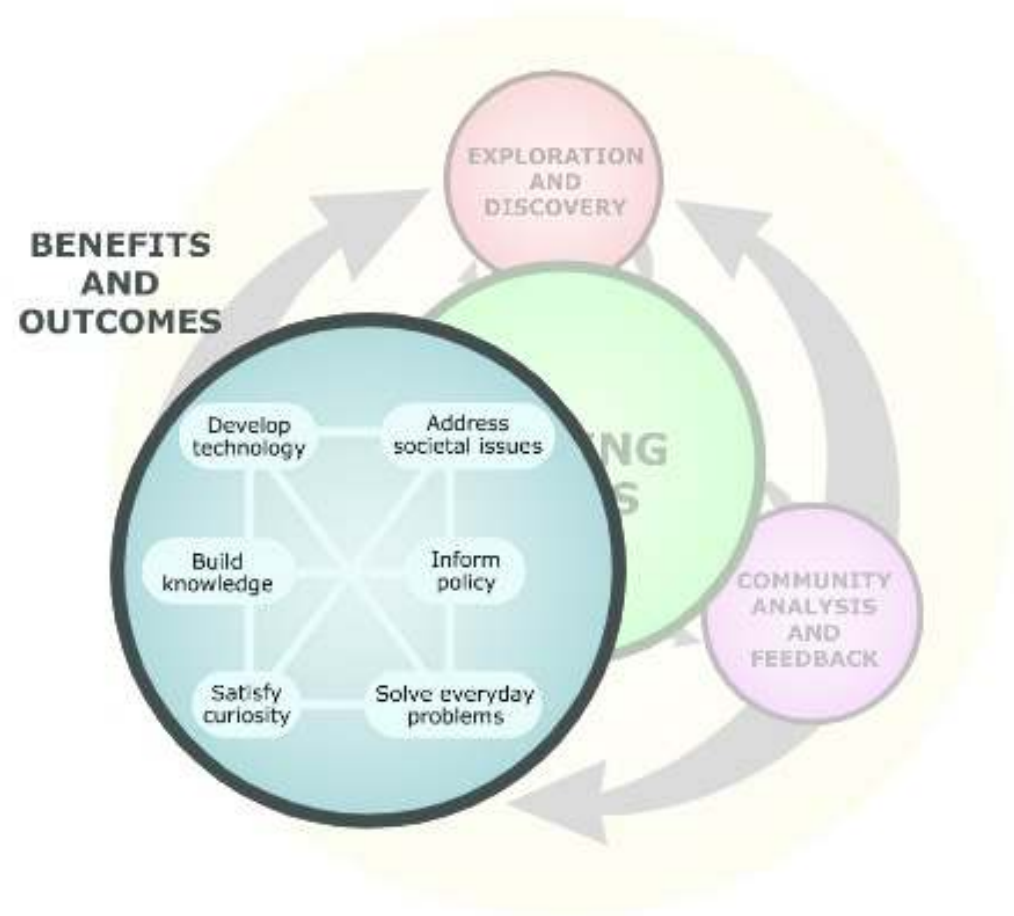 EXPLORATION
AND
DISCOVERY
BENEFITS
AND
OUTCOMES
Develop
technology
Address
societal issues
Build
knowledge
Inform
policy
Satisfy
curiosity
Solve everyday
problems
COMMUNITY
ANALYSIS
AND
FEEDBACK